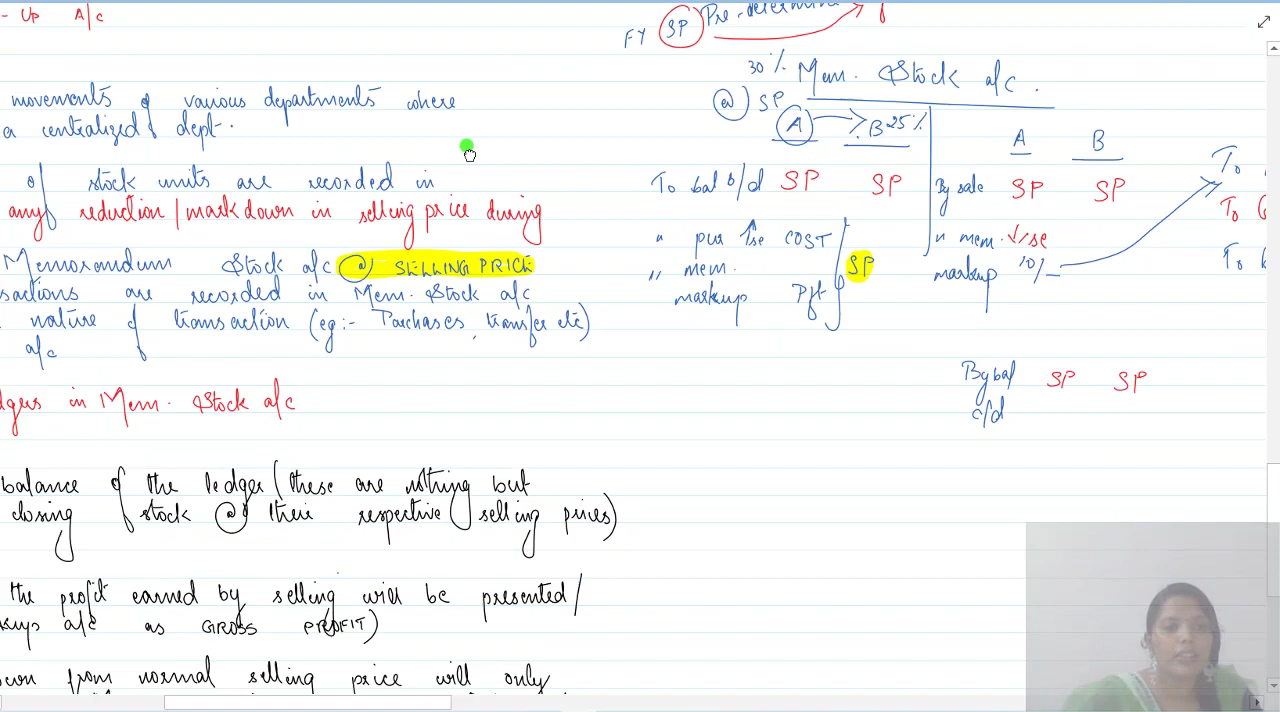 - Up A/c
movements of various departments where
a centralized dept.
of stock units are recorded in
any reduction/markdown in selling price during
Memorandum Stock a/c @ SELLING PRICE
sactions are recorded in Mem. Stock a/c
nature of transaction (eg:- Purchases, transfer etc)
a/c of
dgers in Mem. Stock a/c
balance of the ledger (these are nothing but
closing stock @ their respective selling prices)
the profit earned by selling will be presented/
kup a/c as GROSS PROFIT)
own from normal selling price will only
FY SP Pre-determine
30% Mem. Stock a/c.
@ SP
A B 25%
To bal b/d SP SP
" pur COST
" mem.
markup Pft
SP
A B
By sale SP SP
" mem.
markup 10/-
By bal SP SP
c/d
To
To
To